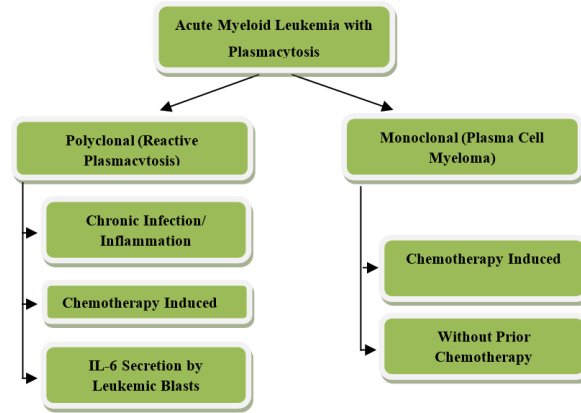 Acute Myeloid Leukemia with
Plasmacytosis
Polyclonal (Reactive
Plasmacytosis)
Chronic Infection/
Inflammation
Chemotherapy Induced
IL-6 Secretion by
Leukemic Blasts
Monoclonal (Plasma Cell
Myeloma)
Chemotherapy Induced
Without Prior
Chemotherapy